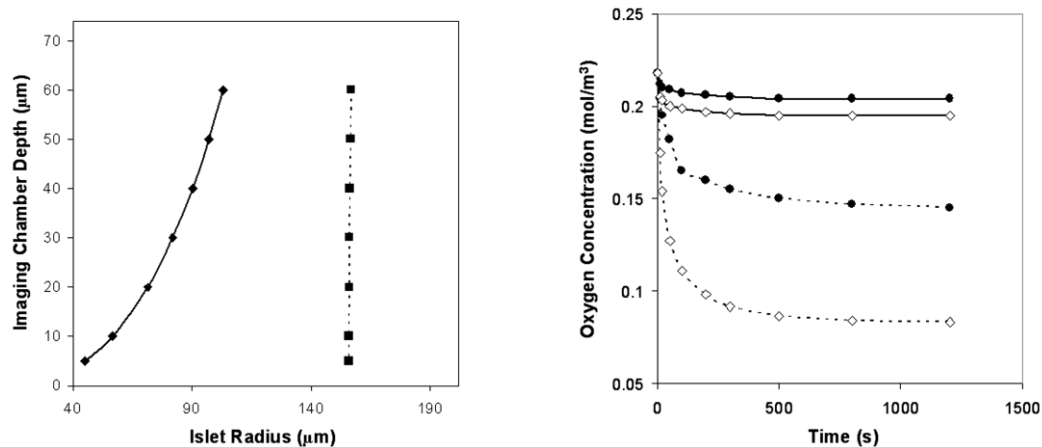 Imaging Chamber Depth (μm)
70
60
50
40
30
20
10
0
40 90 140 190
Islet Radius (μm)
Oxygen Concentration (mol/m³)
0.25
0.2
0.15
0.1
0.05
0 500 1000 1500
Time (s)